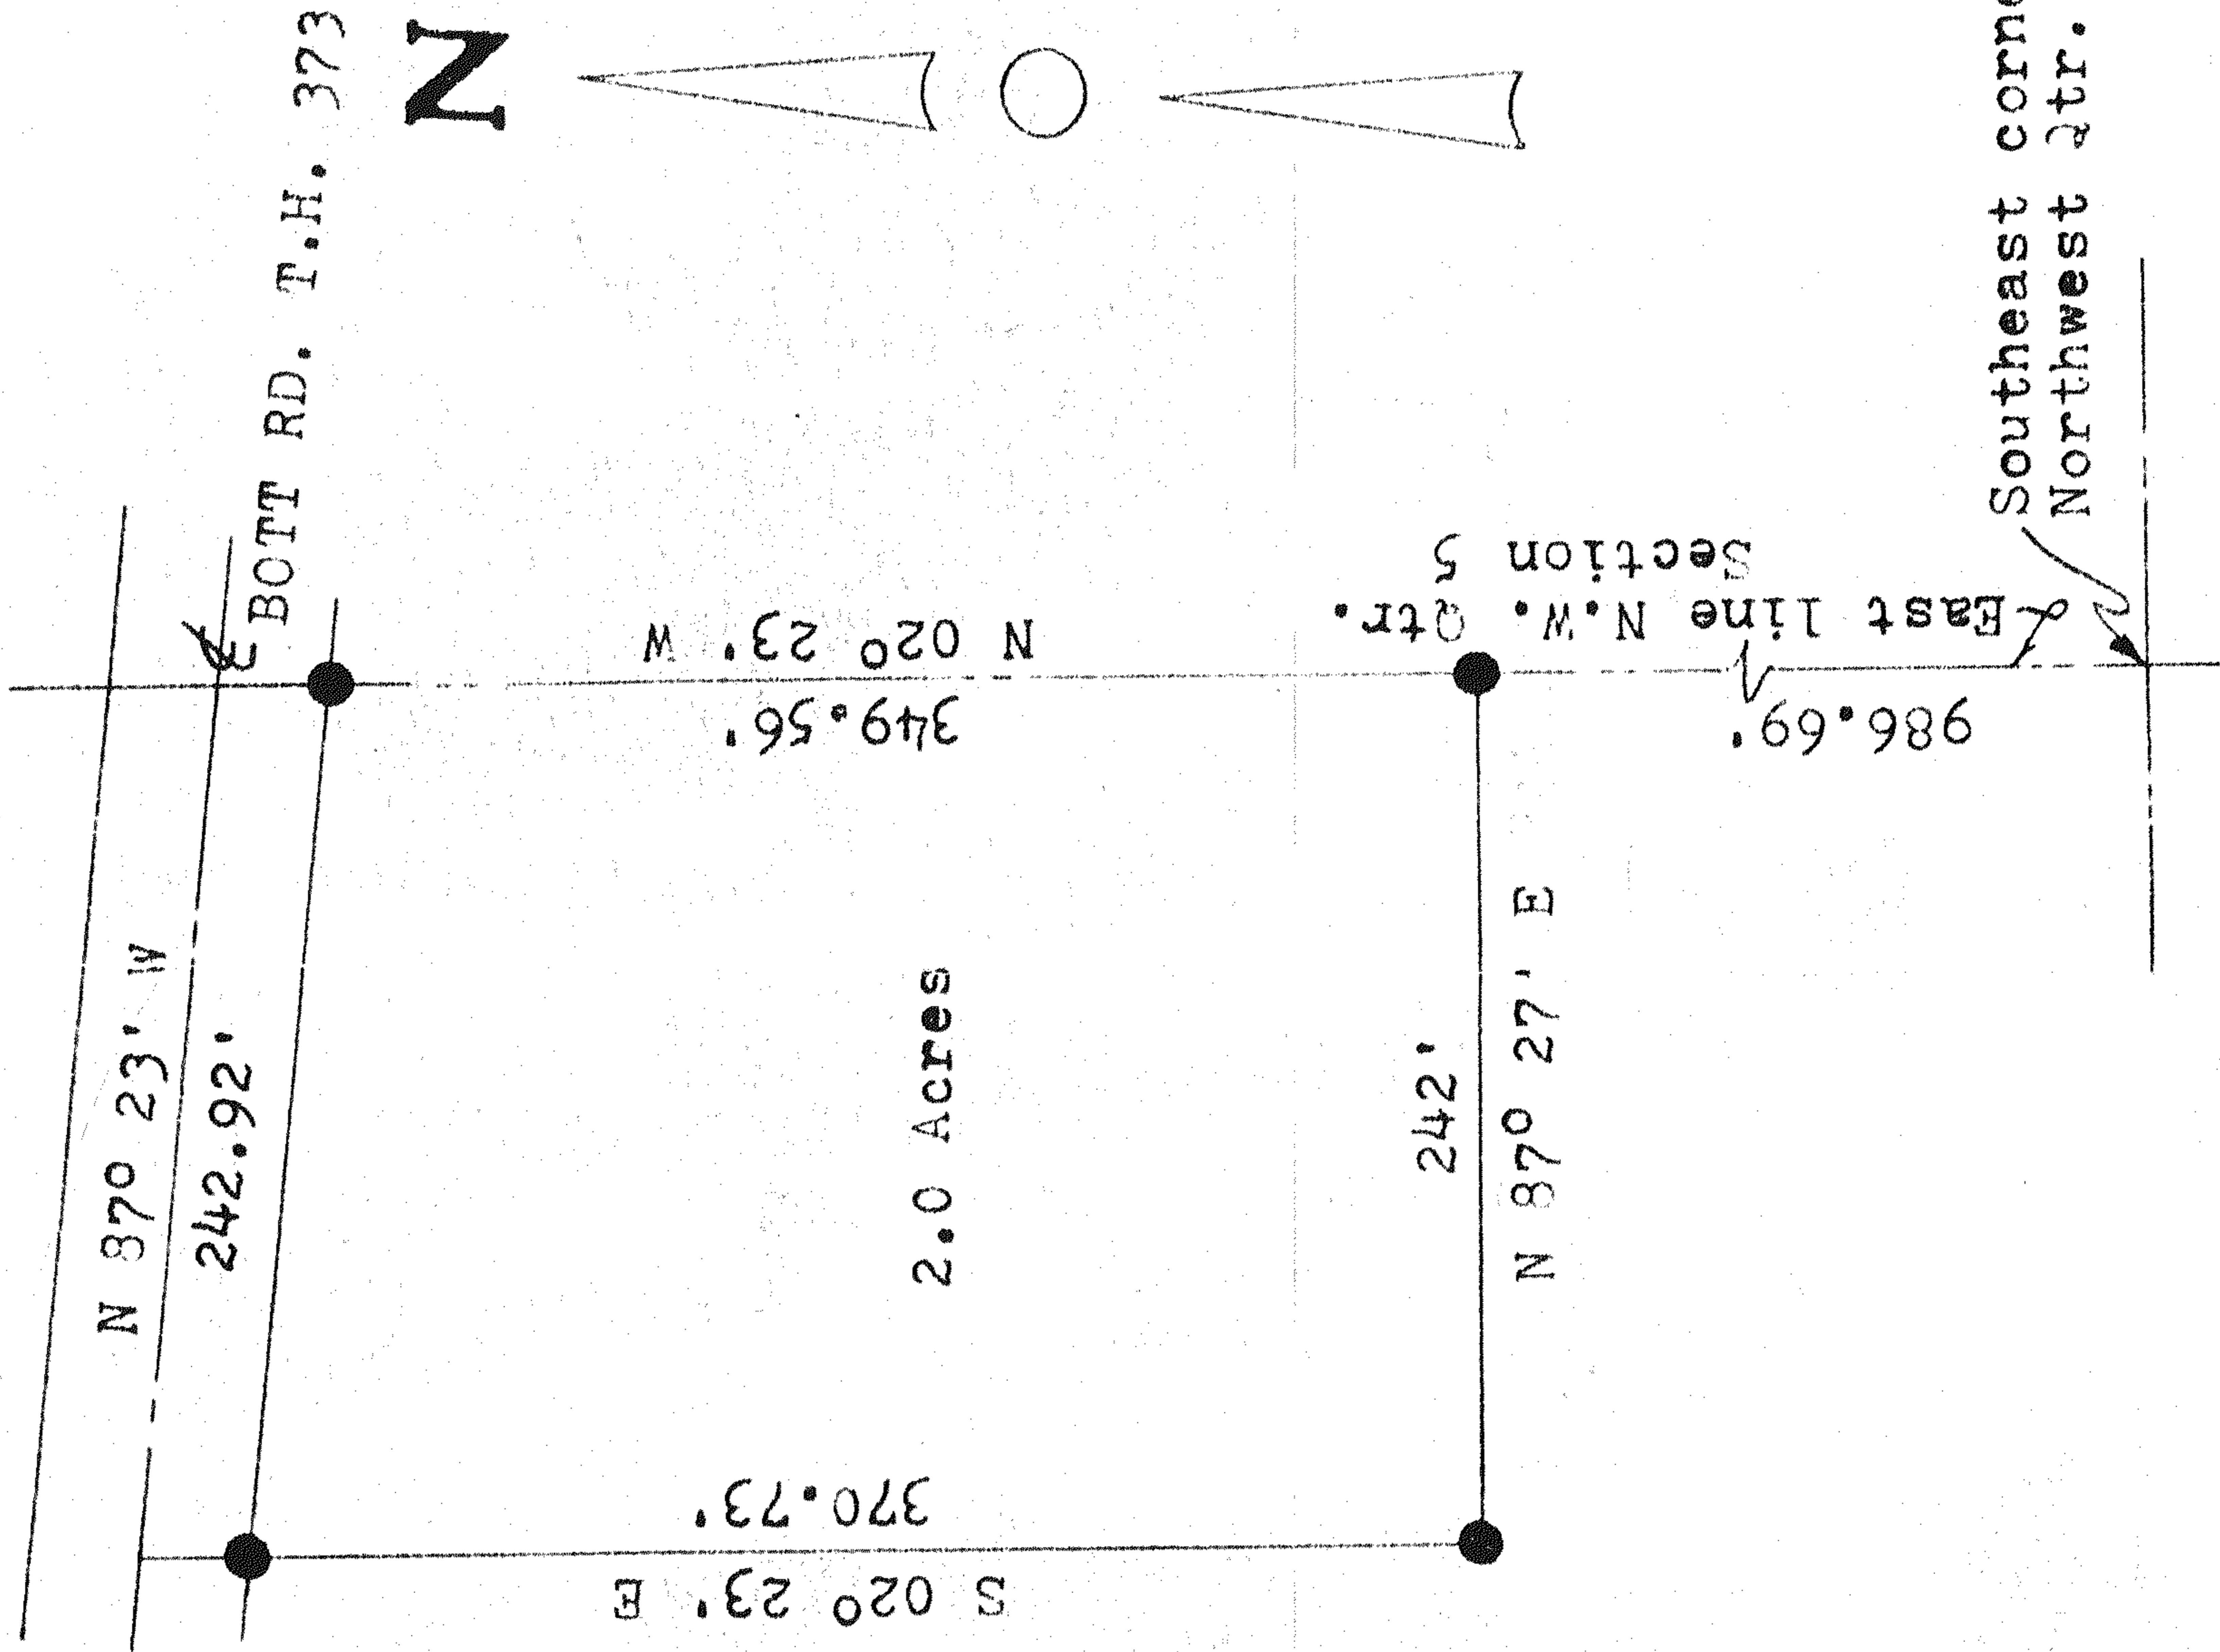 BOTT RD. T.H. 373
N
N 87° 23' W
242.92'
N 02° 23' W
349.56'
2.0 Acres
370.73'
S 02° 23' E
242'
N 87° 27' E
East line N.W. Qtr.
Section 5
986.69'
Southeast corne
Northwest Qtr.